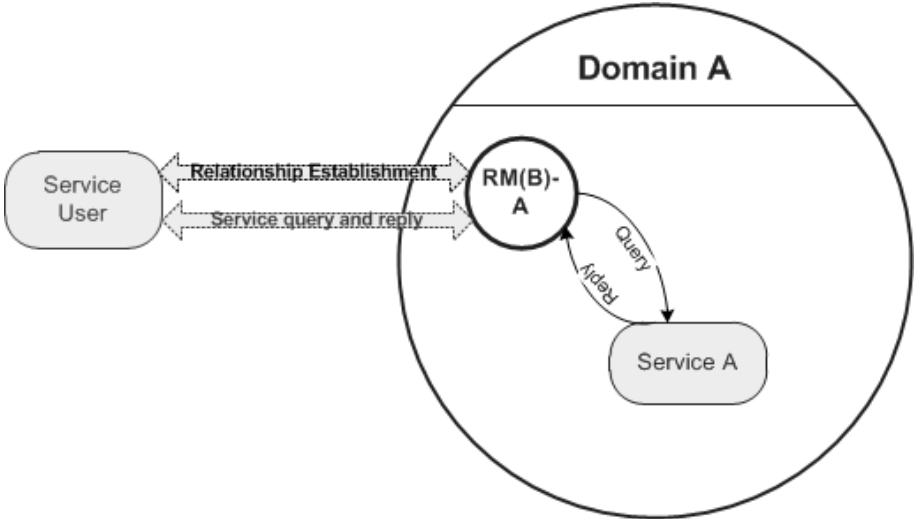 Domain A
Relationship Establishment
Service
User
RM(B)-
A
Service query and reply
Query
Reply
Service A